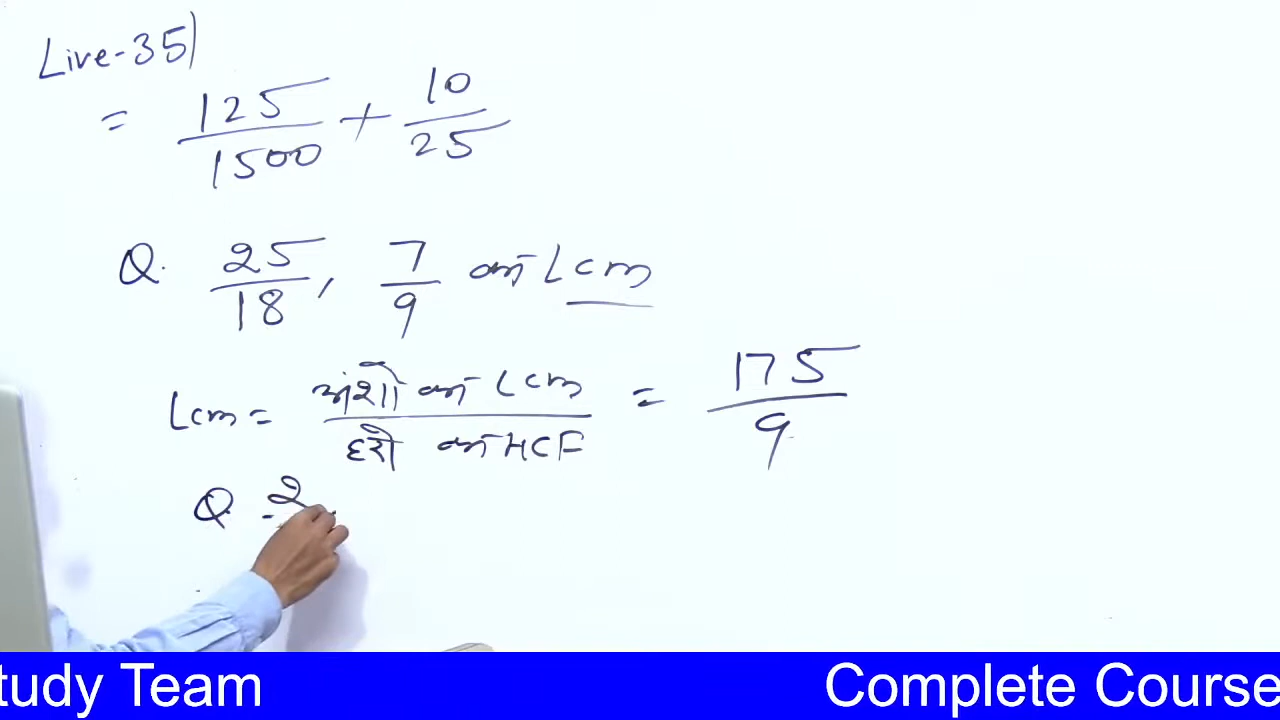 Live-35)
= 125/1500 + 10/25
Q. 25/18, 7/9 का Lcm
Lcm = अंशो का Lcm / हरो का HCF = 175/9
Q. 2
tudy Team Complete Course